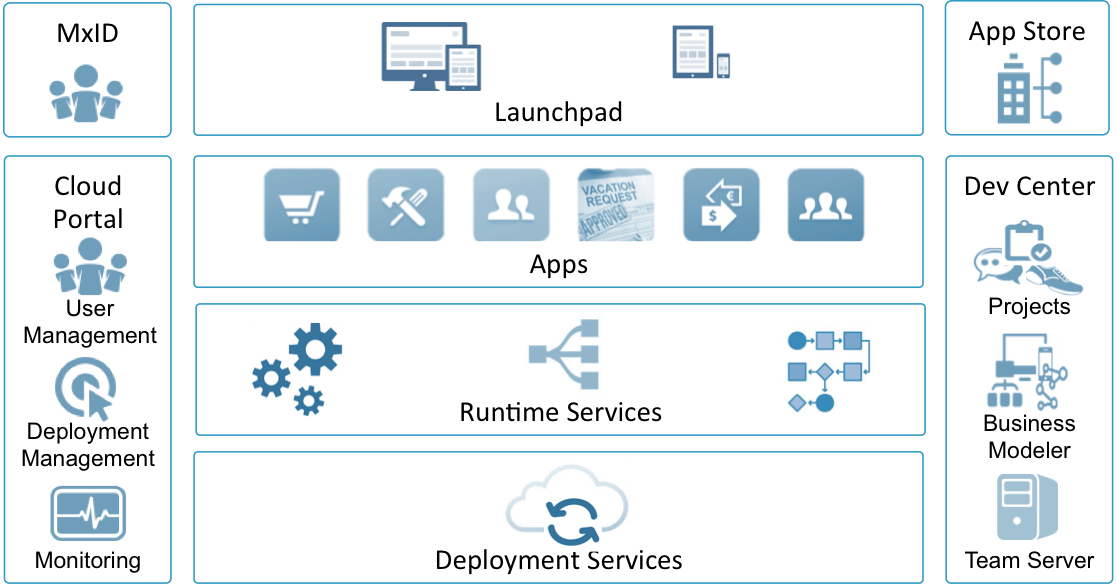 MxID
Launchpad
App Store
Cloud
Portal
User
Management
Deployment
Management
Monitoring
VACATION
REQUEST
APPROVED
€
$
Apps
Runtime Services
Deployment Services
Dev Center
Projects
Business
Modeler
Team Server